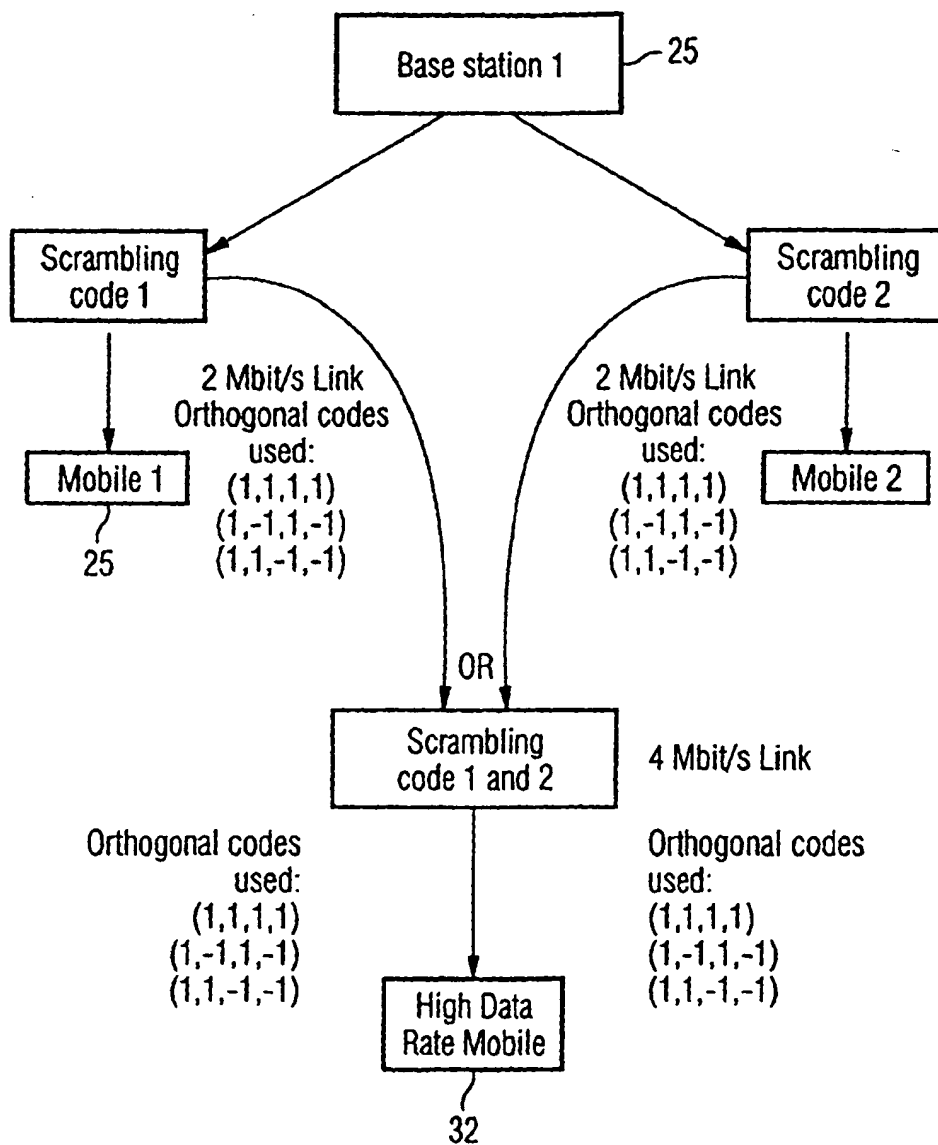 Base station 1
25
Scrambling
code 1
Scrambling
code 2
2 Mbit/s Link
Orthogonal codes
used:
(1,1,1,1)
(1,-1,1,-1)
(1,1,-1,-1)
2 Mbit/s Link
Orthogonal codes
used:
(1,1,1,1)
(1,-1,1,-1)
(1,1,-1,-1)
Mobile 1
25
Mobile 2
OR
Scrambling
code 1 and 2
4 Mbit/s Link
Orthogonal codes
used:
(1,1,1,1)
(1,-1,1,-1)
(1,1,-1,-1)
Orthogonal codes
used:
(1,1,1,1)
(1,-1,1,-1)
(1,1,-1,-1)
High Data
Rate Mobile
32